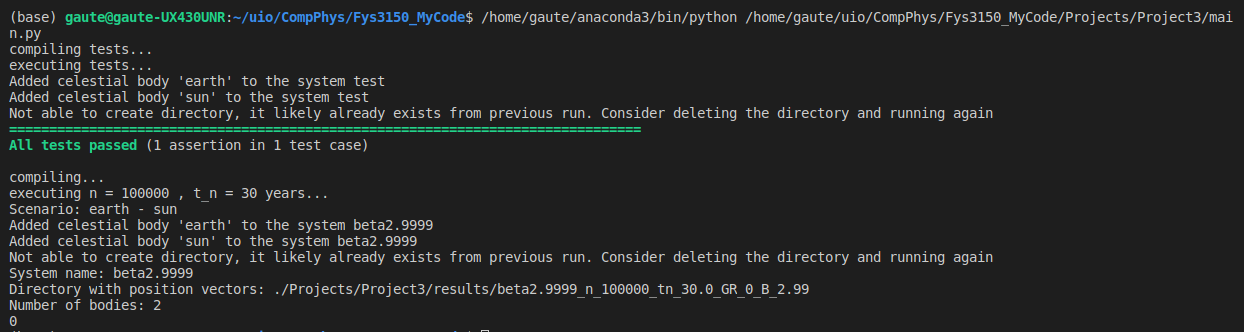 (base) gaute@gaute-UX430UNR:~/uio/CompPhys/Fys3150_MyCode$ /home/gaute/anaconda3/bin/python /home/gaute/uio/CompPhys/Fys3150_MyCode/Projects/Project3/mai
n.py
compiling tests...
executing tests...
Added celestial body 'earth' to the system test
Added celestial body 'sun' to the system test
Not able to create directory, it likely already exists from previous run. Consider deleting the directory and running again
===============================================================================
All tests passed (1 assertion in 1 test case)
compiling...
executing n = 100000 , t_n = 30 years...
Scenario: earth - sun
Added celestial body 'earth' to the system beta2.9999
Added celestial body 'sun' to the system beta2.9999
Not able to create directory, it likely already exists from previous run. Consider deleting the directory and running again
System name: beta2.9999
Directory with position vectors: ./Projects/Project3/results/beta2.9999_n_100000_tn_30.0_GR_0_B_2.99
Number of bodies: 2
0